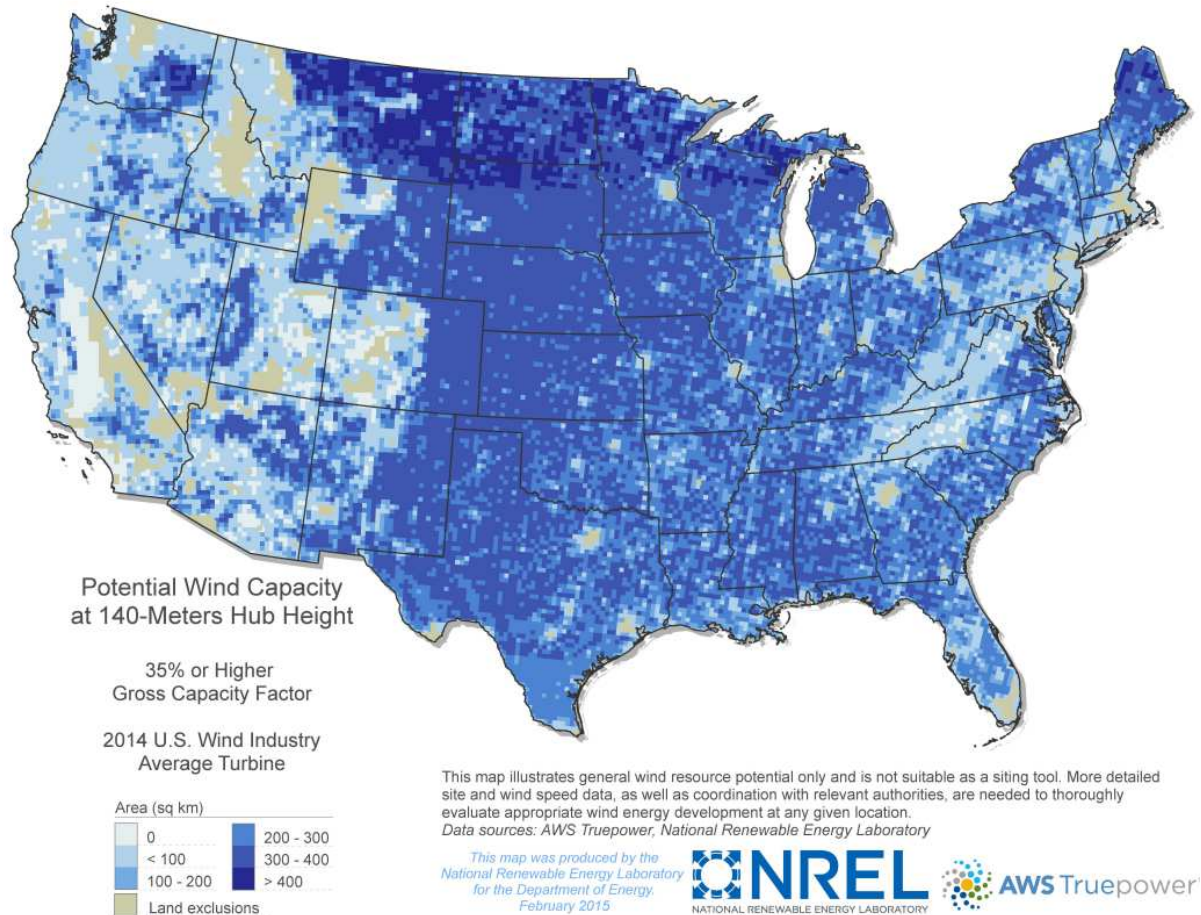 Potential Wind Capacity
at 140-Meters Hub Height
35% or Higher
Gross Capacity Factor
2014 U.S. Wind Industry
Average Turbine
Area (sq km)
0
< 100
100 - 200
200 - 300
300 - 400
> 400
Land exclusions
This map illustrates general wind resource potential only and is not suitable as a siting tool. More detailed
site and wind speed data, as well as coordination with relevant authorities, are needed to thoroughly
evaluate appropriate wind energy development at any given location.
Data sources: AWS Truepower, National Renewable Energy Laboratory
This map was produced by the
National Renewable Energy Laboratory
for the Department of Energy.
February 2015
NREL
NATIONAL RENEWABLE ENERGY LABORATORY
AWS Truepower